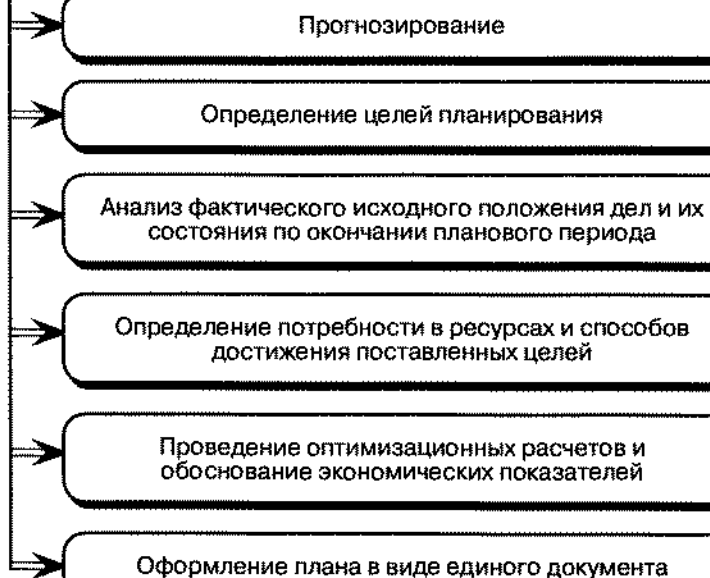 Прогнозирование
Определение целей планирования
Анализ фактического исходного положения дел и их
состояния по окончании планового периода
Определение потребности в ресурсах и способов
достижения поставленных целей
Проведение оптимизационных расчетов и
обоснование экономических показателей
Оформление плана в виде единого документа